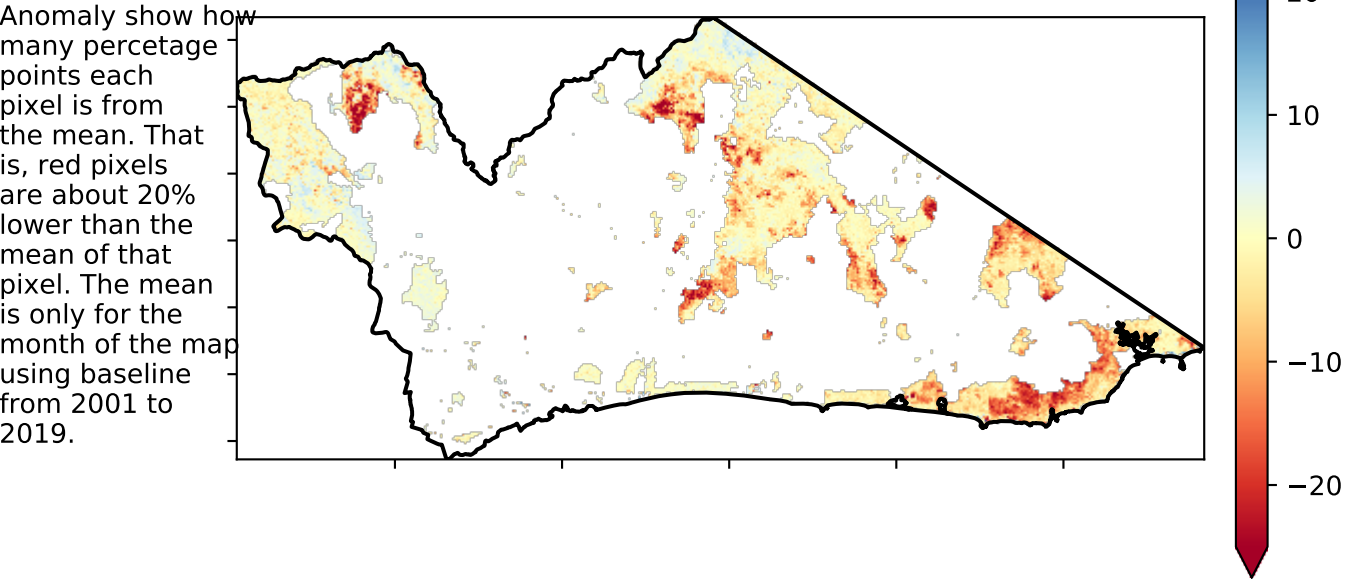 Anomaly show how
many percetage
points each
pixel is from
the mean. That
is, red pixels
are about 20%
lower than the
mean of that
pixel. The mean
is only for the
month of the map
using baseline
from 2001 to
2019.
10
0
−10
−20